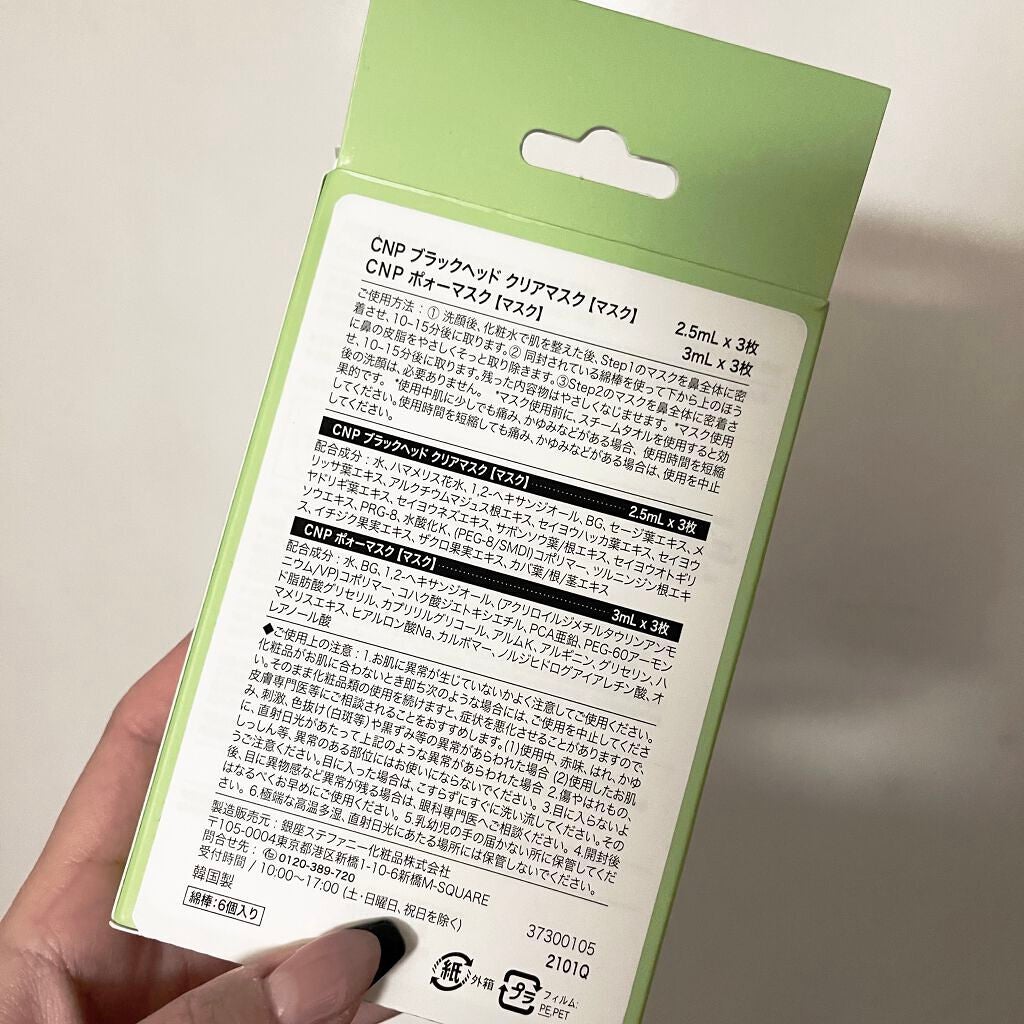 CNP ブラックヘッド クリアマスク【マスク】 2.5mL x 3枚
CNP ポォーマスク【マスク】 3mL x 3枚
ご使用方法:① 洗顔後、化粧水で肌を整えた後、Step1のマスクを鼻全体に密
着させ、10–15分後に取ります。② 同封されている綿棒を使って下から上のほう
に鼻の皮脂をやさしくそっと取り除きます。③Step2のマスクを鼻全体に密着さ
せ、10–15分後に取ります。残った内容物はやさしくなじませます。 *マスク使用
後の洗顔は、必要ありません。 *マスク使用前に、スチームタオルを使用すると効
果的です。 *使用中肌に少しでも痛み、かゆみなどがある場合、使用時間を短縮
してください。使用時間を短縮しても痛み、かゆみなどがある場合は、使用を中止
してください。
CNP ブラックヘッド クリアマスク【マスク】 2.5mL x 3枚
配合成分:水、ハマメリス花水、1,2-ヘキサンジオール、BG、セージ葉エキス、メ
リッサ葉エキス、アルクチウムマジュス根エキス、セイヨウハッカ葉エキス、セイヨウ
ヤドリギ葉エキス、セイヨウネズエキス、サボンソウ葉/根エキス、セイヨウオトギリ
ソウエキス、PRG-8、水酸化K、(PEG-8/SMDI)コポリマー、ツルニンジン根エキ
ス、イチジク果実エキス、ザクロ果実エキス、カバ葉/根/茎エキス
CNP ポォーマスク【マスク】 3mL x 3枚
配合成分:水、BG、1,2-ヘキサンジオール、(アクリロイルジメチルタウリンアンモ
ニウム/VP)コポリマー、コハク酸ジエトキシエチル、PCA亜鉛、PEG-60アーモン
ド脂肪酸グリセリル、カプリリルグリコール、アルムK、アルギニン、グリセリン、ハ
マメリスエキス、ヒアルロン酸Na、カルボマー、ノルジヒドログアイアレチン酸、オ
レアノール酸
◆ご使用上の注意:1.お肌に異常が生じていないかよく注意してご使用ください。
化粧品がお肌に合わないとき即ち次のような場合には、ご使用を中止してくださ
い。そのまま化粧品類の使用を続けますと、症状を悪化させることがありますので、
皮膚専門医等にご相談されることをおすすめします。(1)使用中、赤味、はれ、かゆ
み、刺激、色抜け(白斑等)や黒ずみ等の異常があらわれた場合 (2)使用したお肌
に、直射日光があたって上記のような異常があらわれた場合 2.傷やはれもの、
しっしん等、異常のある部位にはお使いにならないでください。3.目に入らないよ
うご注意ください。目に入った場合は、こすらずにすぐに洗い流してください。その
後、目に異物感など異常が残る場合は、眼科専門医へご相談ください。4.開封後
はなるべくお早めにご使用ください。5.乳幼児の手の届かない所に保管してくだ
さい。6.極端な高温多湿、直射日光にあたる場所には保管しないでください。
製造販売元:銀座ステファニー化粧品株式会社
〒105-0004東京都港区新橋1-10-6新橋M-SQUARE
問合せ先: 0120-389-720
受付時間 / 10:00〜17:00 (土・日曜日、祝日を除く)
韓国製
綿棒:6個入り
37300105
2101Q
紙 外箱
プラ フィルム:
PE,PET